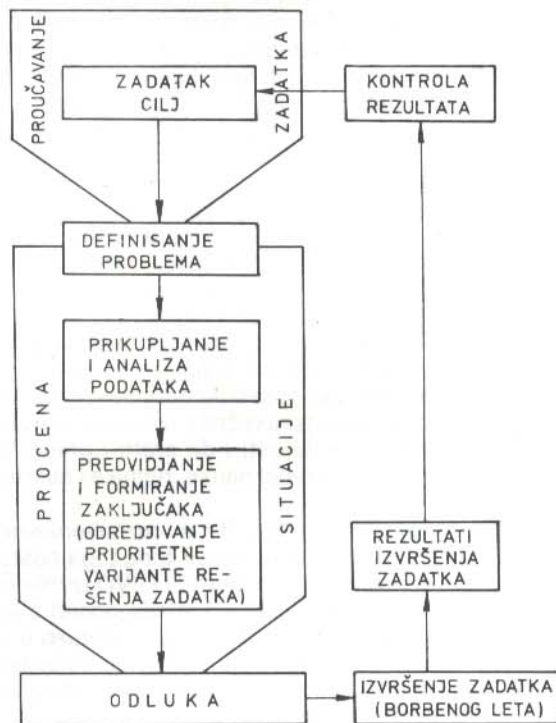 PROUČAVANJE
ZADATKA
ZADATAK
CILJ
KONTROLA
REZULTATA
DEFINISANJE
PROBLEMA
PROCENA
SITUACIJE
PRIKUPLJANJE
I ANALIZA
PODATAKA
PREDVIDJANJE
I FORMIRANJE
ZAKLJUČAKA
(ODREDJIVANJE
PRIORITETNE
VARIJANTE RE-
ŠENJA ZADATKA)
REZULTATI
IZVRŠENJA
ZADATKA
ODLUKA
IZVRŠENJE ZADATKA
(BORBENOG LETA)